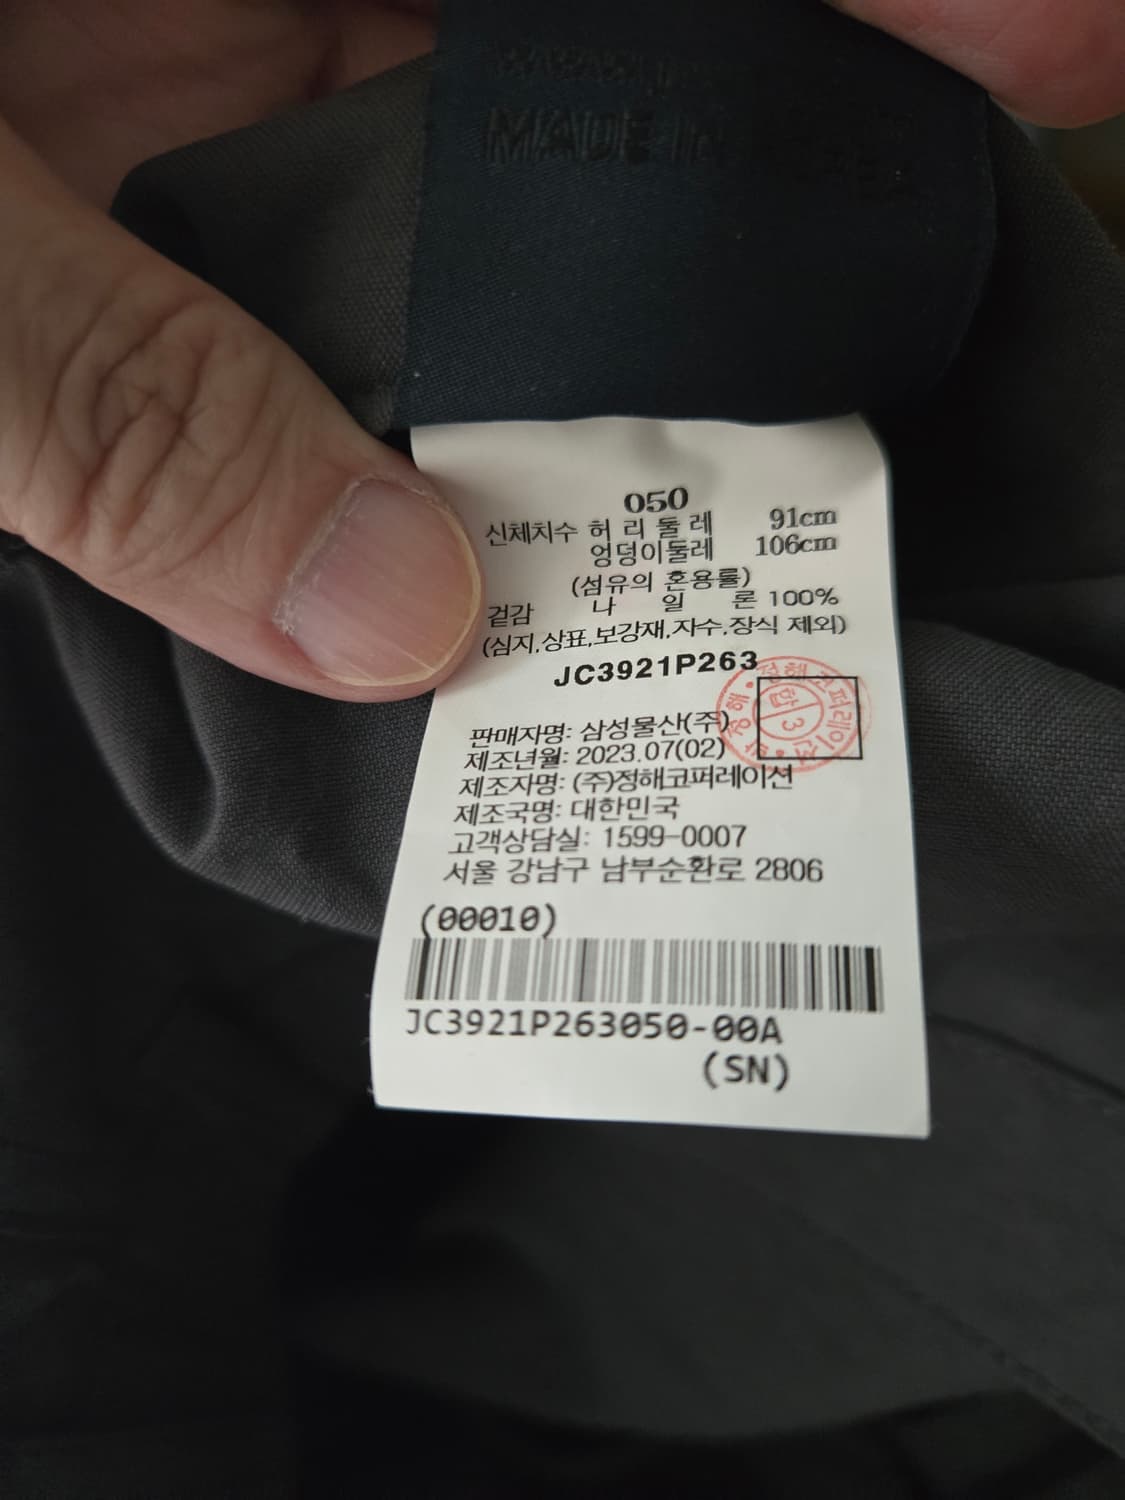 MADE IN
050
신체치수 허 리 둘 레 91cm
엉덩이둘레 106cm
(섬유의 혼용률)
겉감 나 일 론 100%
(심지,상표,보강재,자수,장식 제외)
JC3921P263
합 3
판매자명: 삼성물산(주)
제조년월: 2023.07(02)
제조자명: (주)정해코퍼레이션
제조국명: 대한민국
고객상담실: 1599-0007
서울 강남구 남부순환로 2806
(00010)
JC3921P263050-00A
(SN)